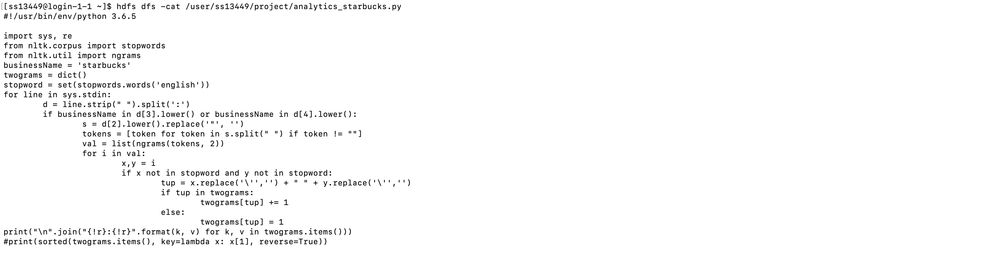 [[ss13449@login-1-1 ~]$ hdfs dfs -cat /user/ss13449/project/analytics_starbucks.py
#!/usr/bin/env/python 3.6.5

import sys, re
from nltk.corpus import stopwords
from nltk.util import ngrams
businessName = 'starbucks'
twograms = dict()
stopword = set(stopwords.words('english'))
for line in sys.stdin:
        d = line.strip(" ").split(':')
        if businessName in d[3].lower() or businessName in d[4].lower():
                s = d[2].lower().replace('"', '')
                tokens = [token for token in s.split(" ") if token != ""]
                val = list(ngrams(tokens, 2))
                for i in val:
                        x,y = i
                        if x not in stopword and y not in stopword:
                                tup = x.replace('\'','') + " " + y.replace('\'','')
                                if tup in twograms:
                                        twograms[tup] += 1
                                else:
                                        twograms[tup] = 1
print("\n".join("{!r}:{!r}".format(k, v) for k, v in twograms.items()))
#print(sorted(twograms.items(), key=lambda x: x[1], reverse=True))